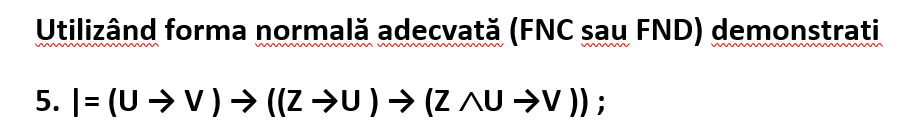 Utilizând forma normală adecvată (FNC sau FND) demonstrati
5. |= (U → V ) → ((Z →U ) → (Z ∧U →V )) ;